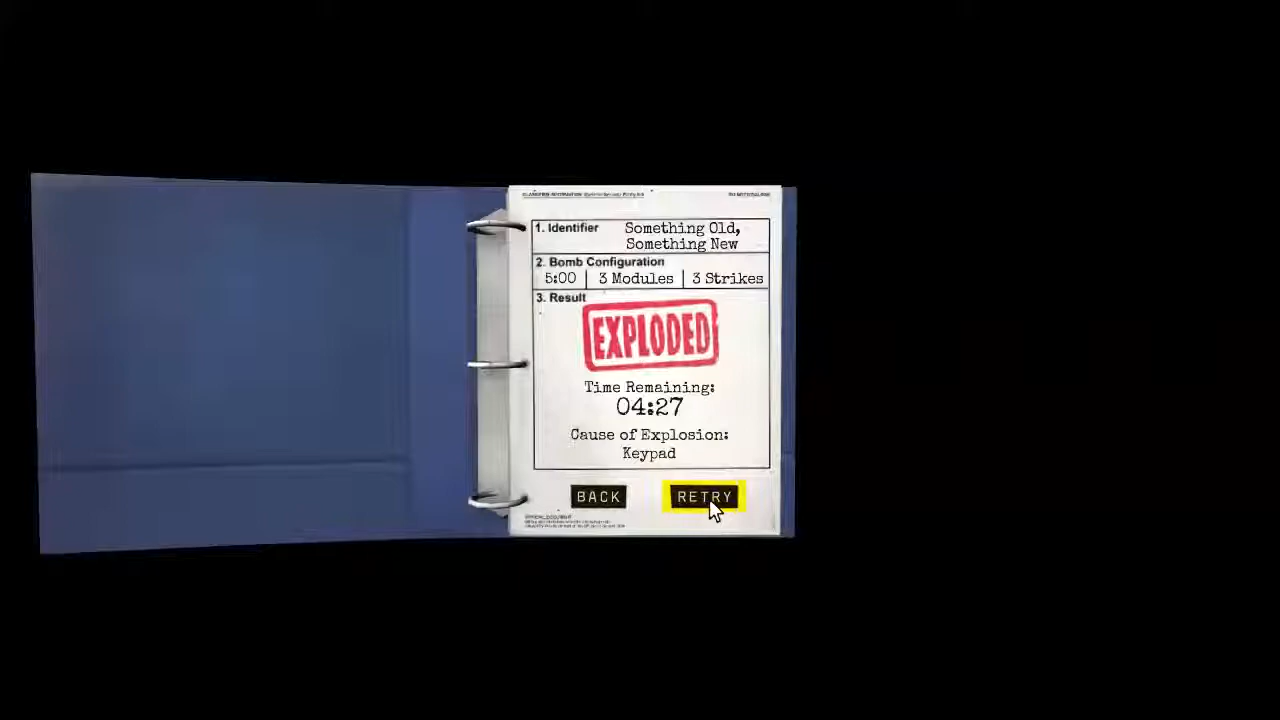 1. Identifier
Something Old,
Something New
2. Bomb Configuration
5:00 3 Modules 3 Strikes
3. Result
EXPLODED
Time Remaining:
04:27
Cause of Explosion:
Keypad
BACK RETRY